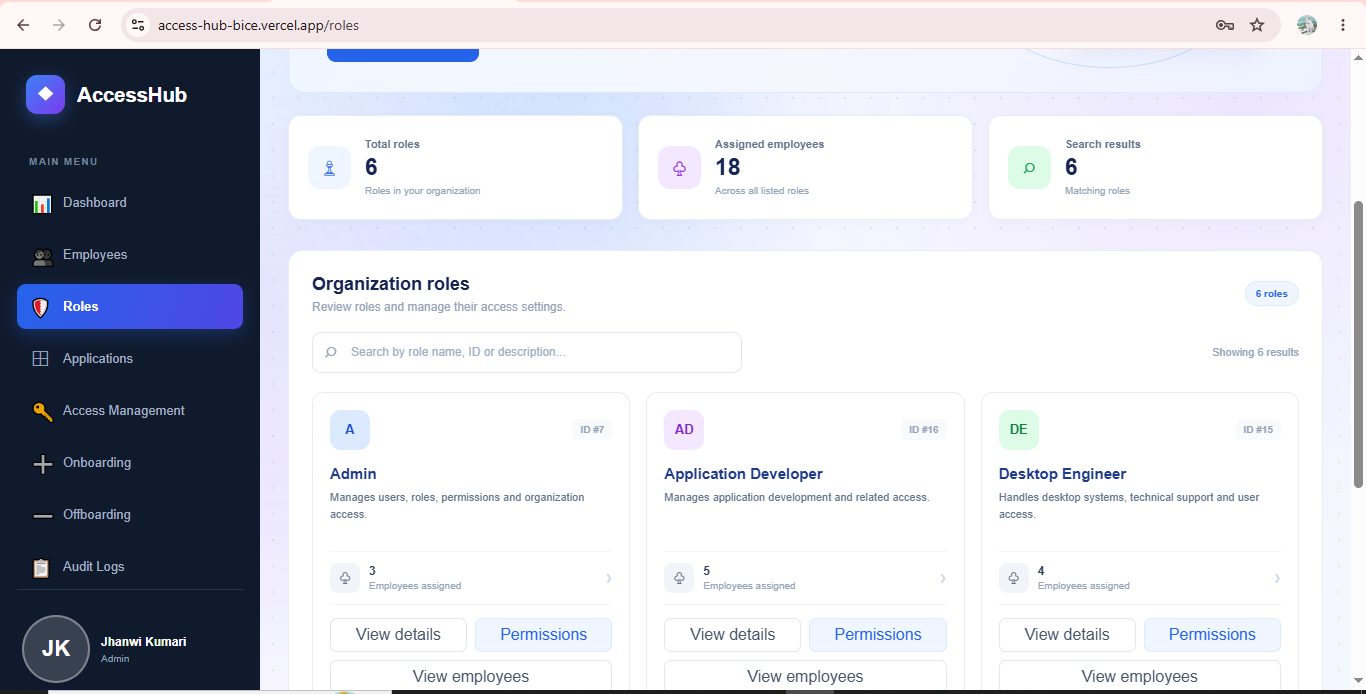 access-hub-bice.vercel.app/roles
AccessHub
MAIN MENU
Dashboard
Employees
Roles
Applications
Access Management
Onboarding
Offboarding
Audit Logs
JK
Jhanwi Kumari
Admin
Total roles
6
Roles in your organization
Assigned employees
18
Across all listed roles
Search results
6
Matching roles
Organization roles
Review roles and manage their access settings.
6 roles
Search by role name, ID or description...
Showing 6 results
A
ID #7
Admin
Manages users, roles, permissions and organization
access.
3
Employees assigned
View details
Permissions
View employees
AD
ID #16
Application Developer
Manages application development and related access.
5
Employees assigned
View details
Permissions
View employees
DE
ID #15
Desktop Engineer
Handles desktop systems, technical support and user
access.
4
Employees assigned
View details
Permissions
View employees